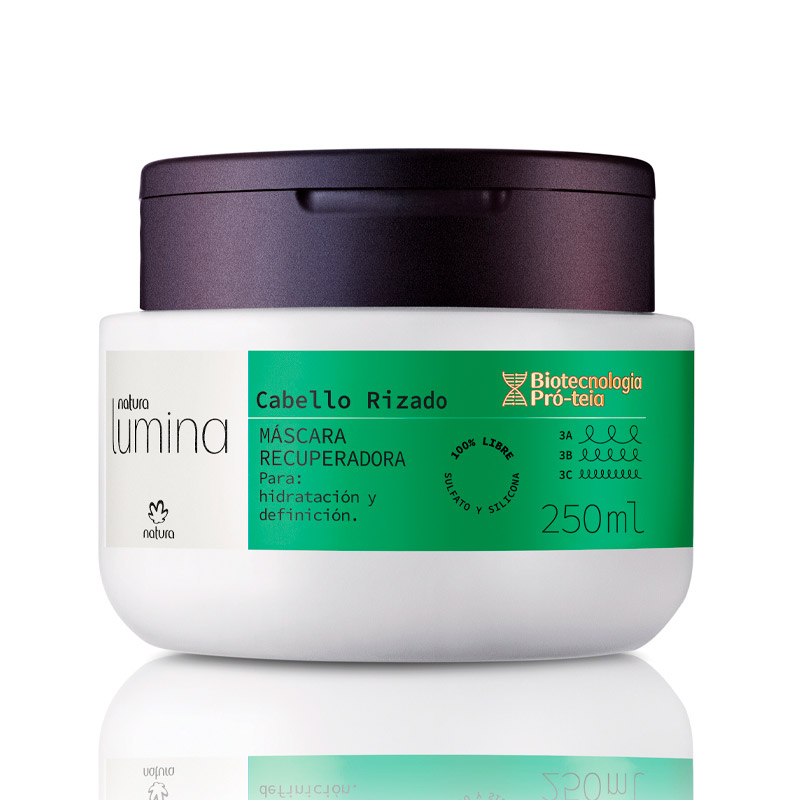 natura
lumina
natura
Cabello Rizado
MÁSCARA
RECUPERADORA
Para:
hidratación y
definición.
Biotecnologia
Pró-teia
100% LIBRE
SULFATO Y SILICONA
3A
3B
3C
250ml